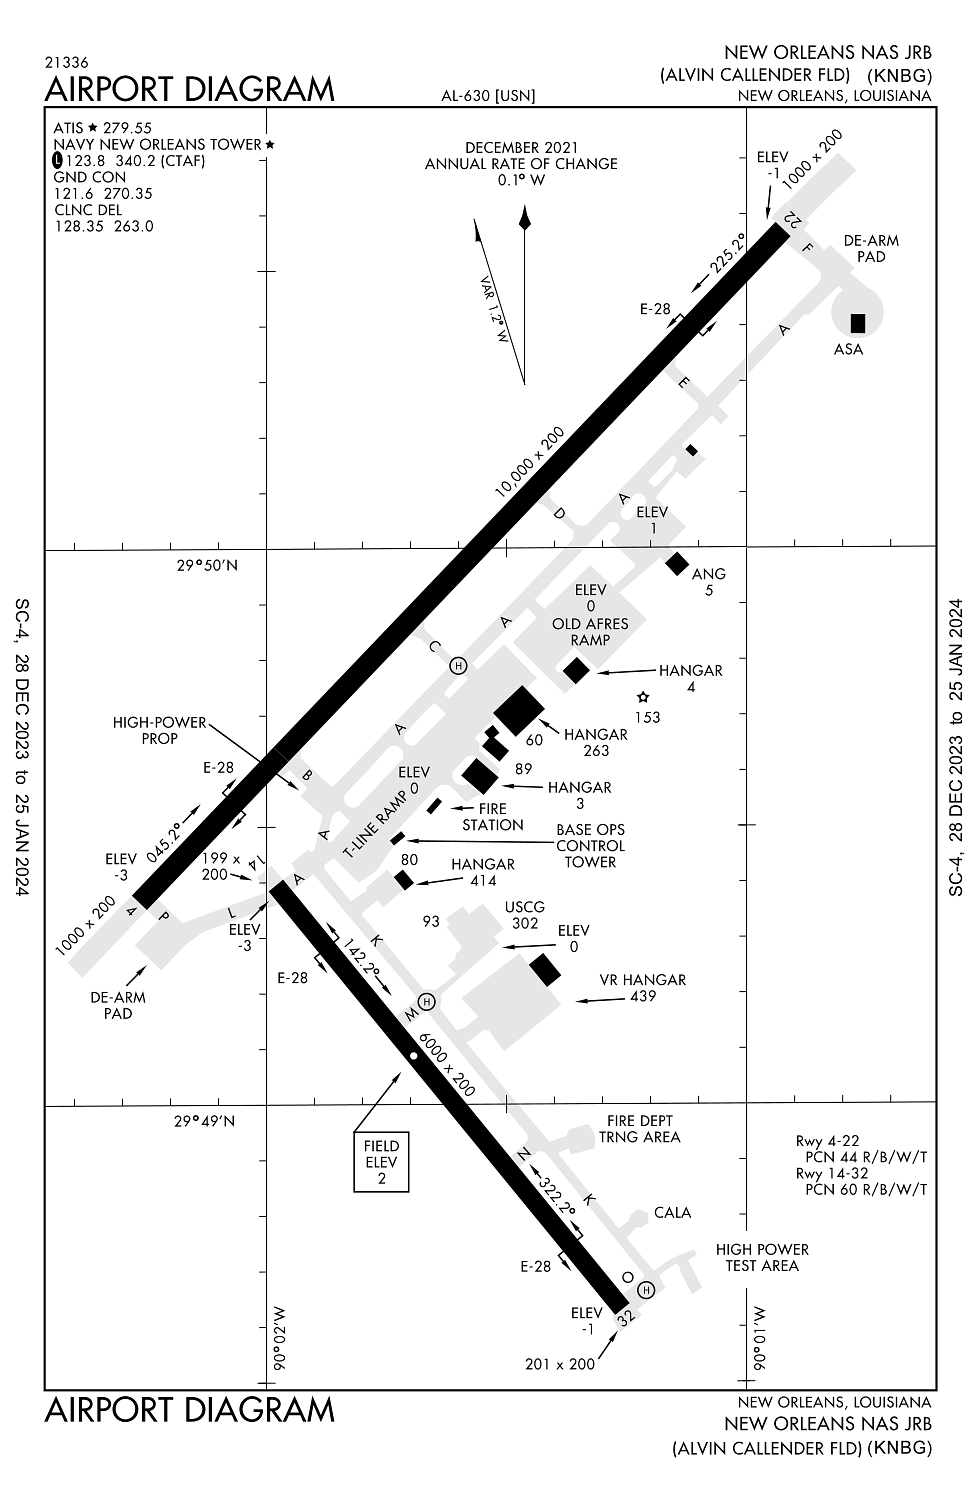 21336
AIRPORT DIAGRAM
AL-630 [USN]
NEW ORLEANS NAS JRB
(ALVIN CALLENDER FLD) (KNBG)
NEW ORLEANS, LOUISIANA
ATIS ★ 279.55
NAVY NEW ORLEANS TOWER ★
L 123.8 340.2 (CTAF)
GND CON
121.6 270.35
CLNC DEL
128.35 263.0
DECEMBER 2021
ANNUAL RATE OF CHANGE
0.1° W
VAR 1.2° W
ELEV
-1
1000 x 200
22
F
DE-ARM
PAD
ASA
225.2°
E-28
A
E
10,000 x 200
D
A
ELEV
1
29°50'N
ANG
5
ELEV
0
OLD AFRES
RAMP
A
C
H
HANGAR
4
153
HIGH-POWER
PROP
A
60
HANGAR
263
E-28
B
89
ELEV
0
HANGAR
3
T-LINE RAMP
FIRE
STATION
045.2°
A
BASE OPS
CONTROL
TOWER
ELEV
-3
199 x
200
14
80
HANGAR
414
A
4
P
L
1000 x 200
ELEV
-3
93
USCG
302
K
ELEV
0
142.2°
E-28
VR HANGAR
439
DE-ARM
PAD
H
M
6000 x 200
29°49'N
FIELD
ELEV
2
FIRE DEPT
TRNG AREA
Rwy 4-22
PCN 44 R/B/W/T
Rwy 14-32
PCN 60 R/B/W/T
N
322.2°
K
CALA
HIGH POWER
TEST AREA
E-28
H
ELEV
-1
32
201 x 200
90°02'W
90°01'W
SC-4, 28 DEC 2023 to 25 JAN 2024
SC-4, 28 DEC 2023 to 25 JAN 2024
AIRPORT DIAGRAM
NEW ORLEANS, LOUISIANA
NEW ORLEANS NAS JRB
(ALVIN CALLENDER FLD) (KNBG)